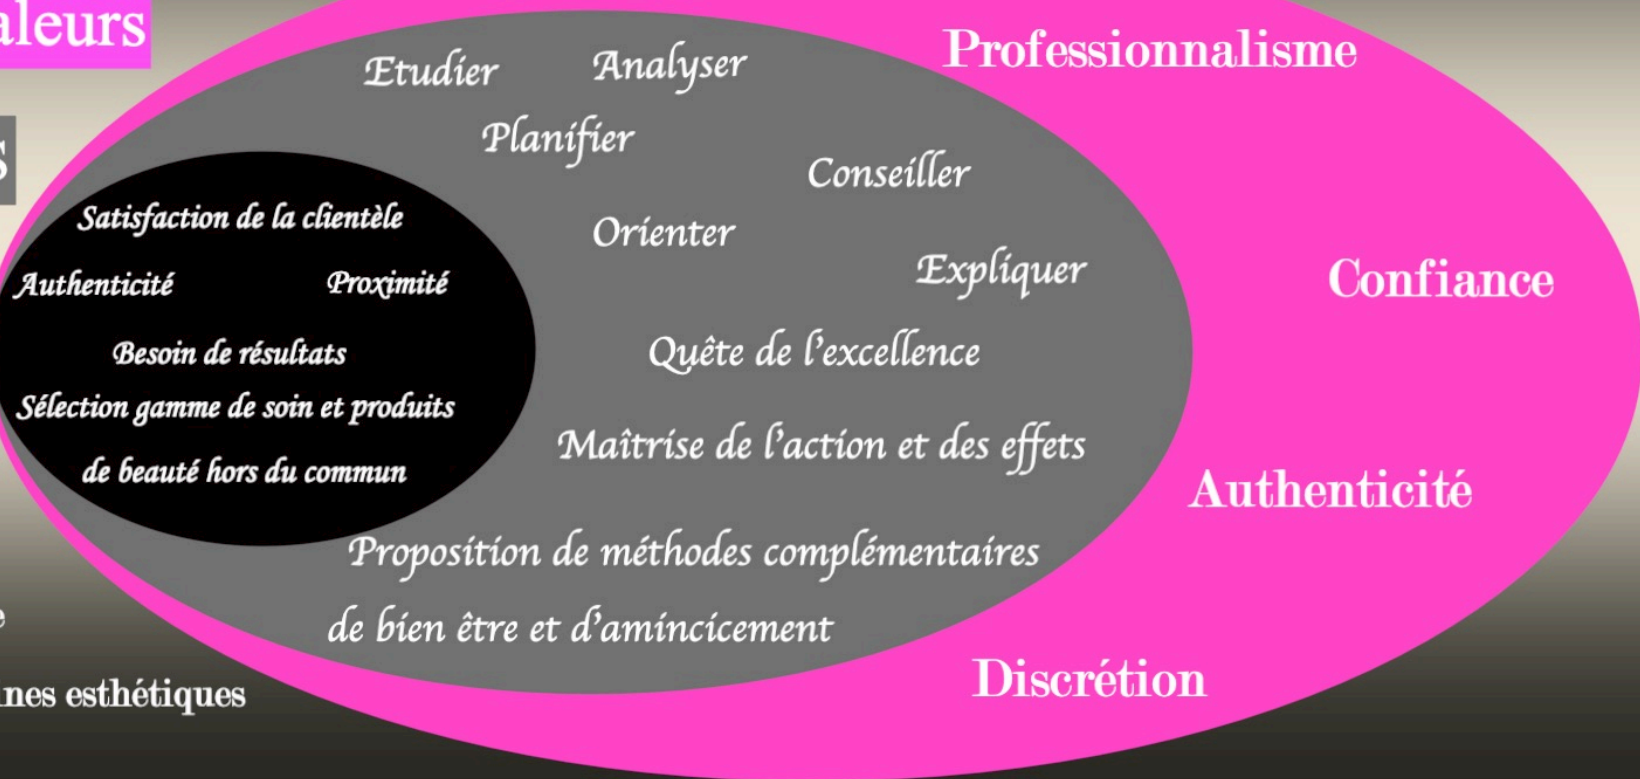 aleurs
s
Etudier
Analyser
Planifier
Conseiller
Orienter
Expliquer
Quête de l'excellence
Maîtrise de l'action et des effets
Proposition de méthodes complémentaires
de bien être et d'amincicement
Satisfaction de la clientèle
Authenticité
Proximité
Besoin de résultats
Sélection gamme de soin et produits
de beauté hors du commun
Professionnalisme
Confiance
Authenticité
Discrétion
e
ines esthétiques